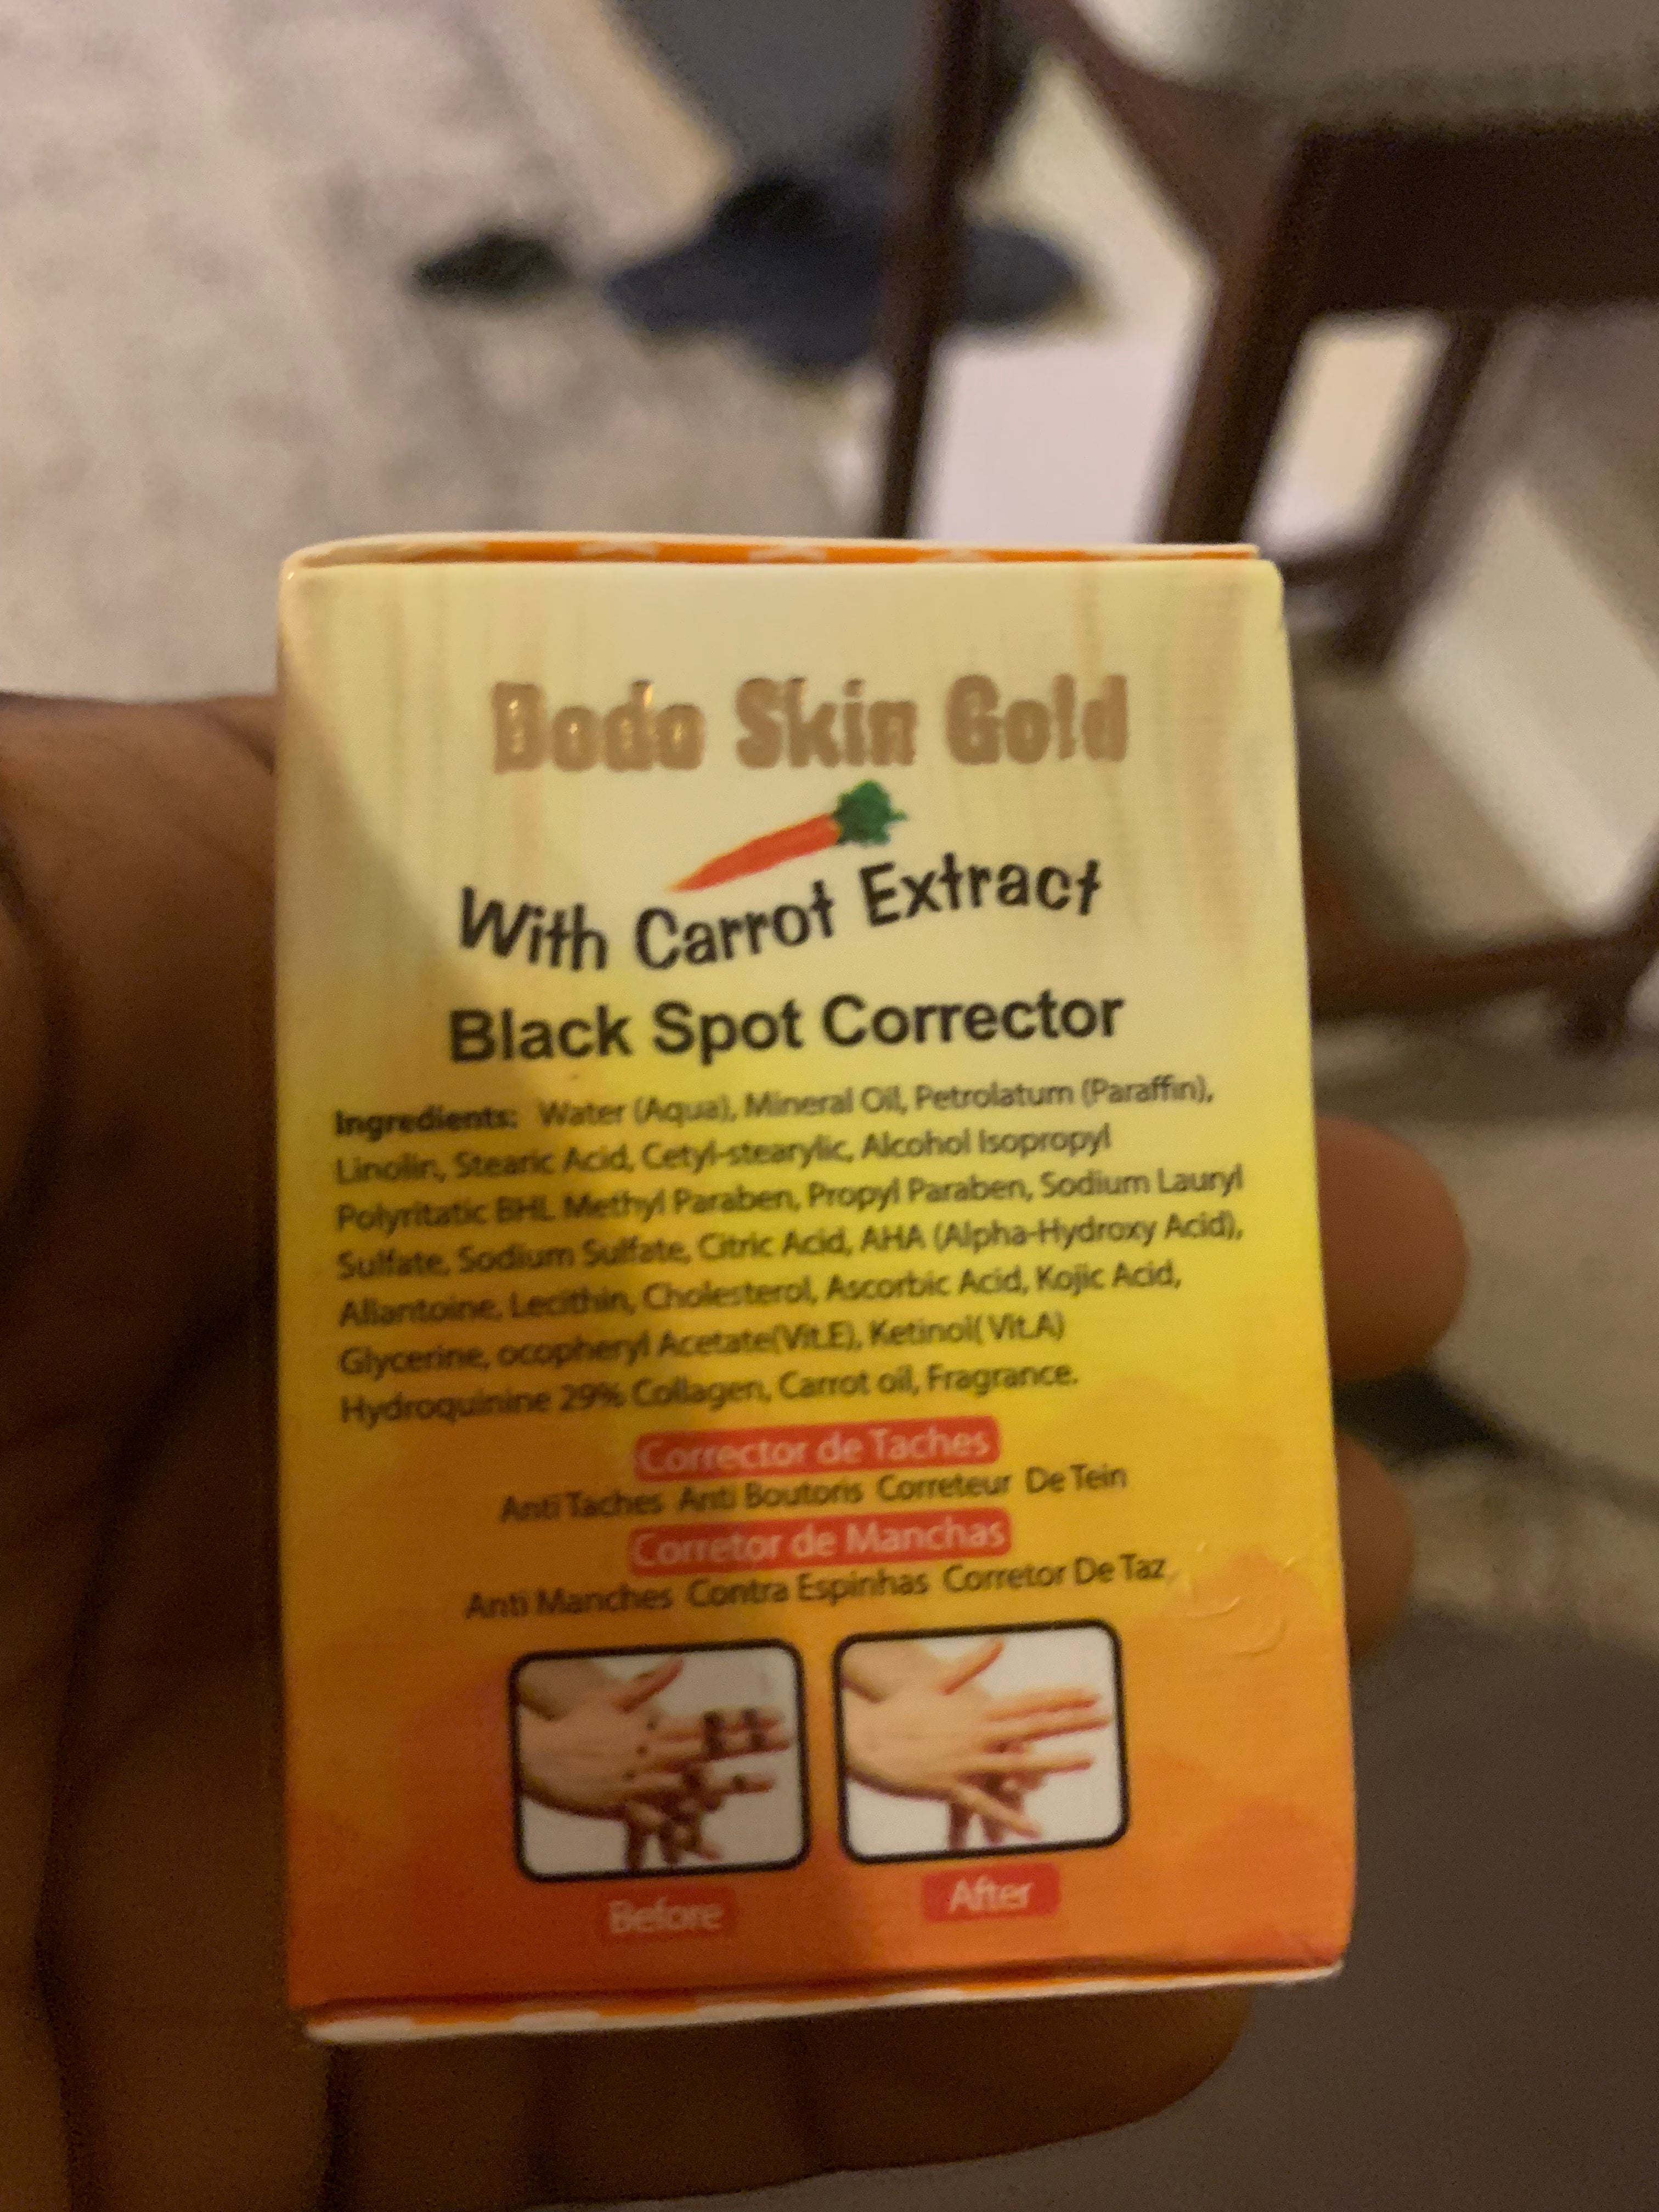 Dodo Skin Gold
With Carrot Extract
Black Spot Corrector
Ingredients: Water (Aqua), Mineral Oil, Petrolatum (Paraffin),
Linolin, Stearic Acid, Cetyl-stearylic, Alcohol Isopropyl
Polyritatic BHL Methyl Paraben, Propyl Paraben, Sodium Lauryl
Sulfate, Sodium Sulfate, Citric Acid, AHA (Alpha-Hydroxy Acid),
Allantoine, Lecithin, Cholesterol, Ascorbic Acid, Kojic Acid,
Glycerine, ocopheryl Acetate(Vit.E), Ketinol( Vit.A)
Hydroquinine 29% Collagen, Carrot oil, Fragrance.
Corrector de Taches
Anti Taches Anti Boutoris Correteur De Tein
Corretor de Manchas
Anti Manches Contra Espinhas Corretor De Taz
Before
After